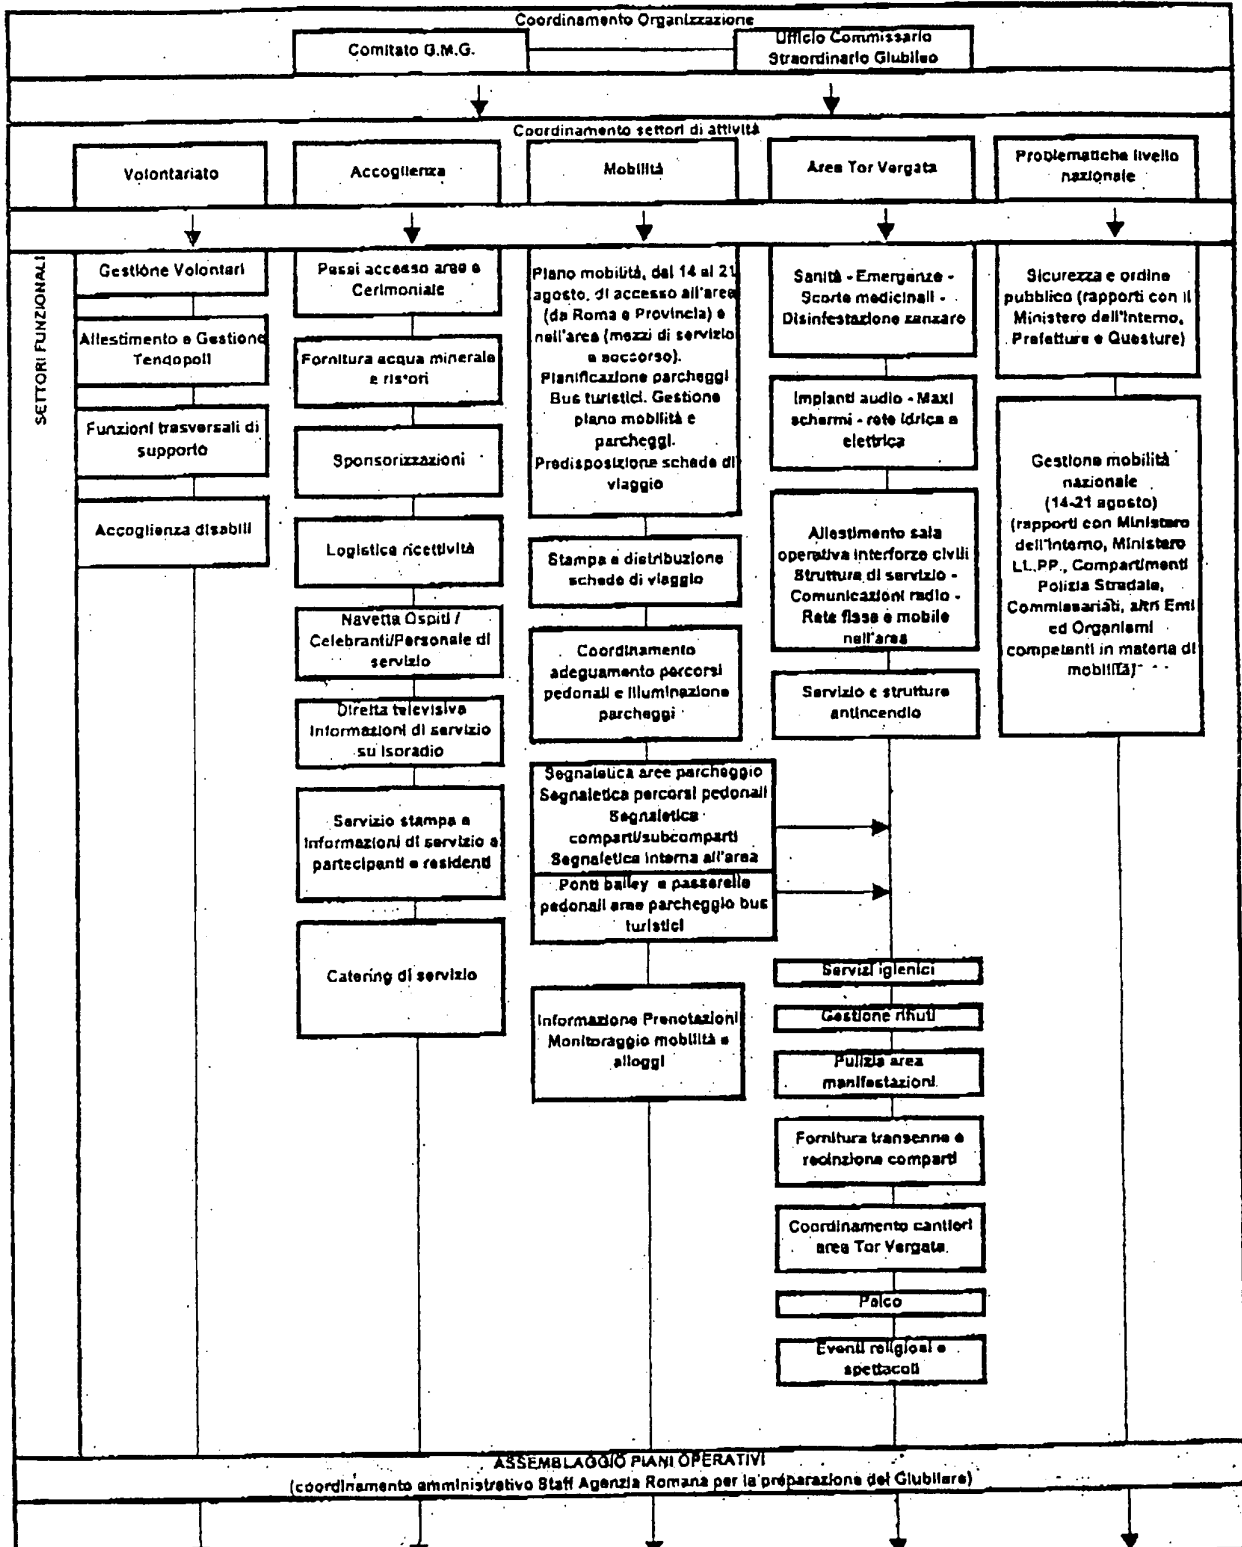 Coordinamento Organizzazione
Comitato G.M.G.
Ufficio Commissario
Straordinario Giubileo
Coordinamento settori di attività
Volontariato
Accoglienza
Mobilità
Area Tor Vergata
Problematiche livello
nazionale
SETTORI FUNZIONALI
Gestione Volontari
Allestimento e Gestione
Tendopoli
Funzioni trasversali di
supporto
Accoglienza disabili
Passi accesso aree e
Cerimoniale
Fornitura acqua minerale
e ristori
Sponsorizzazioni
Logistica ricettività
Navetta Ospiti /
Celebranti/Personale di
servizio
Diretta televisiva
Informazioni di servizio
su Isoradio
Servizio stampa e
Informazioni di servizio a
partecipanti e residenti
Catering di servizio
Piano mobilità, dal 14 al 21
agosto, di accesso all'area
(da Roma e Provincia) e
nell'area (mezzi di servizio
e soccorso).
Planificazione parcheggi
Bus turistici. Gestione
piano mobilità e
parcheggi.
Predisposizione schede di
viaggio
Stampa e distribuzione
schede di viaggio
Coordinamento
adeguamento percorsi
pedonali e illuminazione
parcheggi
Segnaletica aree parcheggio
Segnaletica percorsi pedonali
Segnaletica
comparti/subcomparti
Segnaletica interna all'area
Ponti bailey e passerelle
pedonali aree parcheggio bus
turistici
Informazione Prenotazioni
Monitoraggio mobilità e
alloggi
Sanità - Emergenze -
Scorte medicinali -
Disinfestazione zanzare
Impianti audio - Maxi
schermi - rete idrica e
elettrica
Allestimento sala
operativa interforze civili
Struttura di servizio -
Comunicazioni radio -
Rete fissa e mobile
nell'area
Servizio e strutture
antincendio
Servizi igienici
Gestione rifiuti
Pulizia area
manifestazioni
Fornitura transenne e
recinzione comparti
Coordinamento cantieri
area Tor Vergata
Palco
Eventi religiosi e
spettacoli
Sicurezza e ordine
pubblico (rapporti con il
Ministero dell'Interno,
Prefetture e Questure)
Gestione mobilità
nazionale
(14-21 agosto)
(rapporti con Ministero
dell'Interno, Ministero
LL.PP., Compartimenti
Polizia Stradale,
Commissariati, altri Enti
ed Organismi
competenti in materia di
mobilità)
ASSEMBLAGGIO PIANI OPERATIVI
(coordinamento amministrativo Staff Agenzia Romana per la preparazione del Giubileo)